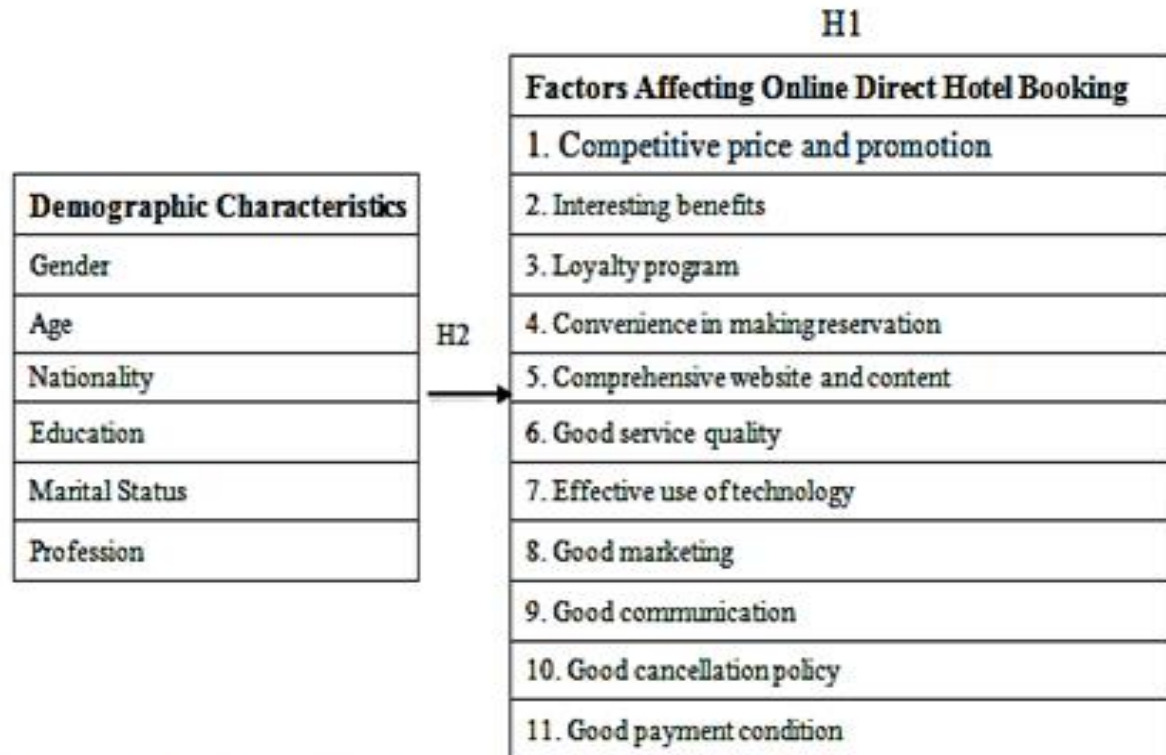 H1
Factors Affecting Online Direct Hotel Booking
1. Competitive price and promotion
2. Interesting benefits
3. Loyalty program
4. Convenience in making reservation
5. Comprehensive website and content
6. Good service quality
7. Effective use of technology
8. Good marketing
9. Good communication
10. Good cancellation policy
11. Good payment condition
H2
Demographic Characteristics
Gender
Age
Nationality
Education
Marital Status
Profession